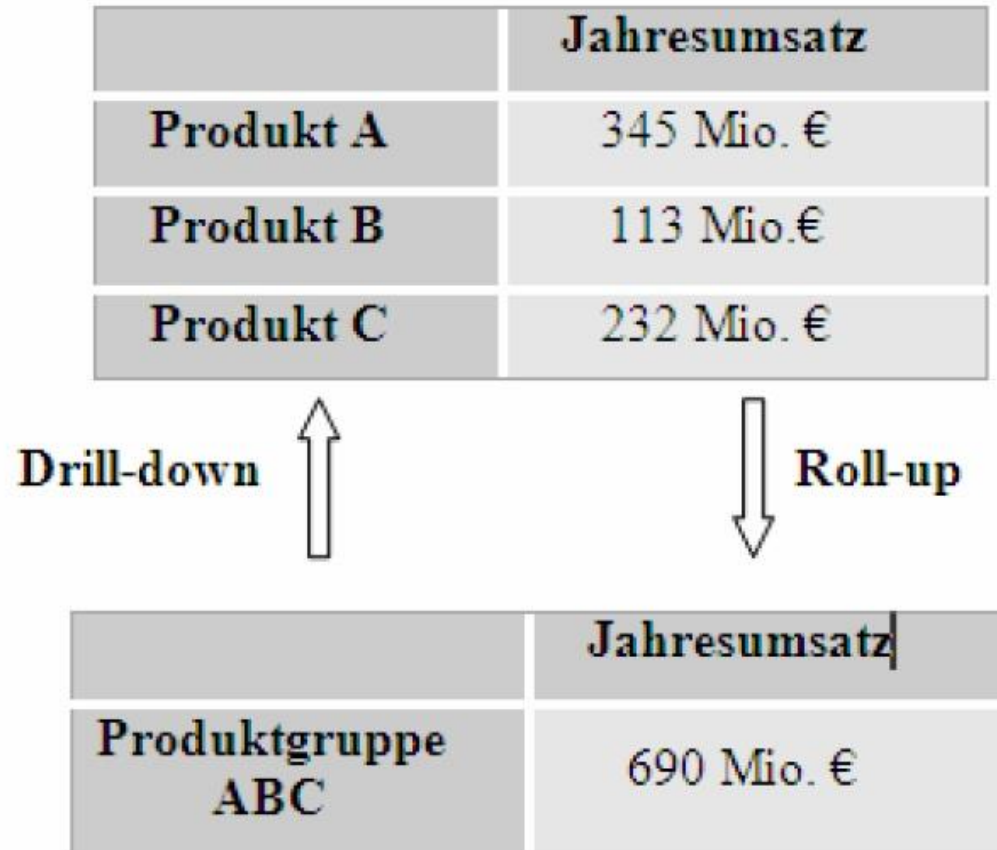 Jahresumsatz
Produkt A 345 Mio. €
Produkt B 113 Mio.€
Produkt C 232 Mio. €
Drill-down Roll-up
Jahresumsatz
Produktgruppe
ABC 690 Mio. €